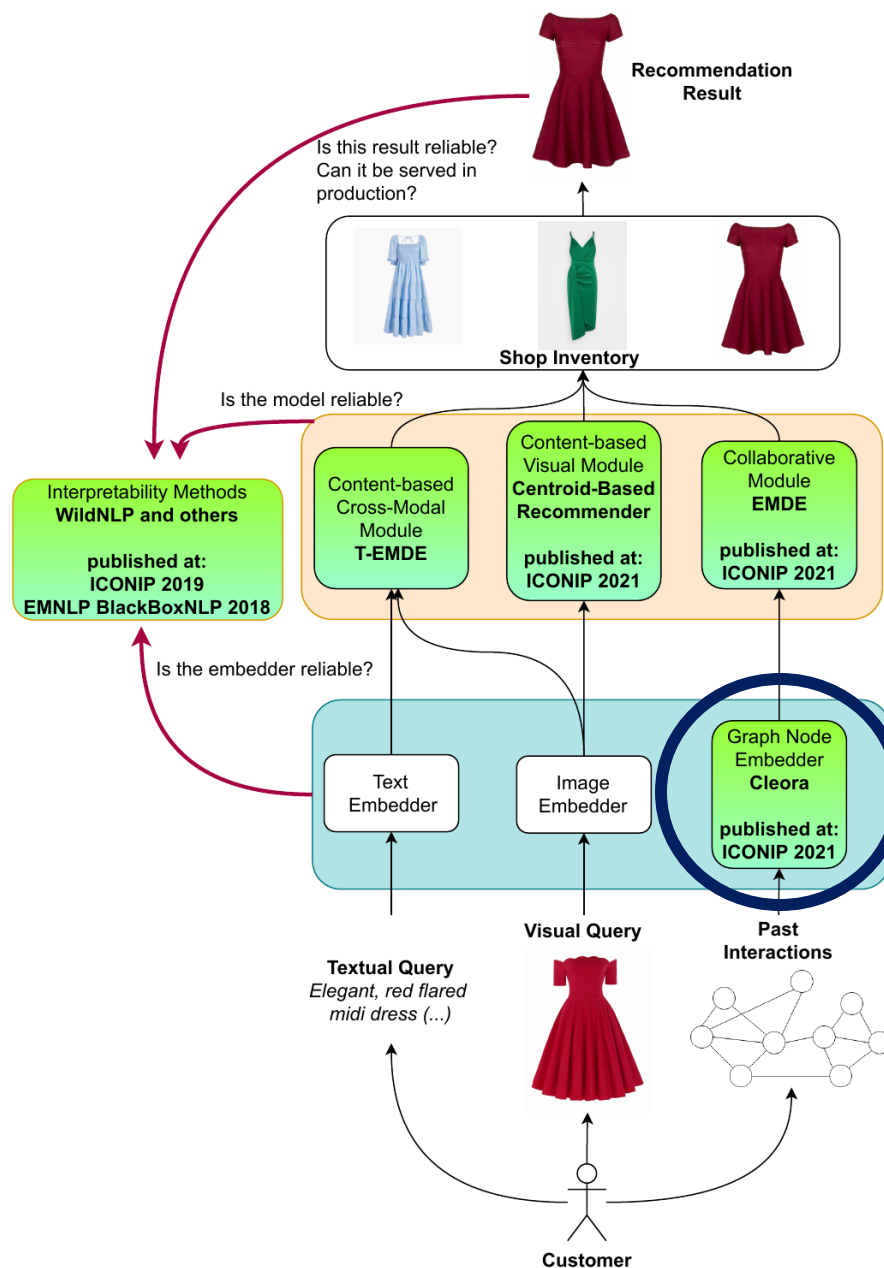 Recommendation
Result
Is this result reliable?
Can it be served in
production?
Shop Inventory
Is the model reliable?
Interpretability Methods
WildNLP and others
published at:
ICONIP 2019
EMNLP BlackBoxNLP 2018
Content-based
Cross-Modal
Module
T-EMDE
Content-based
Visual Module
Centroid-Based
Recommender
published at:
ICONIP 2021
Collaborative
Module
EMDE
published at:
ICONIP 2021
Is the embedder reliable?
Text
Embedder
Image
Embedder
Graph Node
Embedder
Cleora
published at:
ICONIP 2021
Textual Query
Elegant, red flared
midi dress (...)
Visual Query
Past
Interactions
Customer